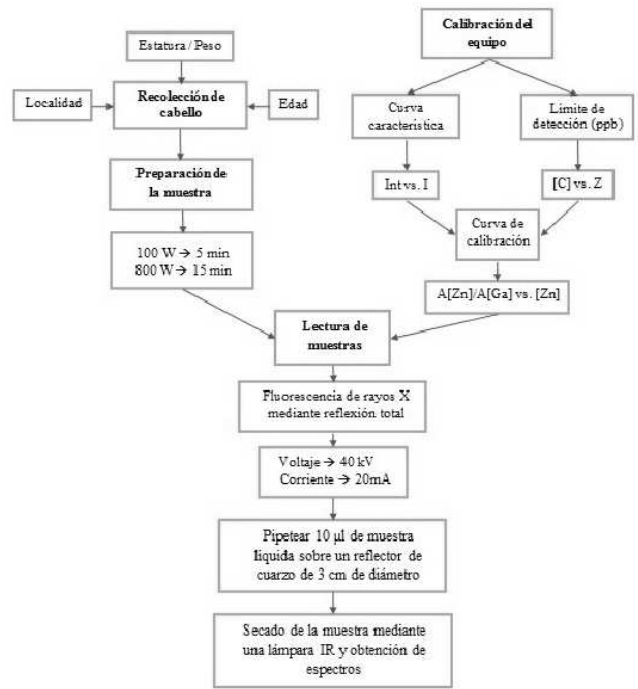 Estatura / Peso
Localidad
Recolección de
cabello
Edad
Preparación de
la muestra
100 W → 5 min
800 W → 15 min
Calibración del
equipo
Curva
caracteristica
Limite de
detección (ppb)
Int vs. I
[C] vs. Z
Curva de
calibración
A[Zn]/A[Ga] vs. [Zn]
Lectura de
muestras
Fluorescencia de rayos X
mediante reflexión total
Voltaje → 40 kV
Corriente → 20mA
Pipetear 10 µl de muestra
líquida sobre un reflector de
cuarzo de 3 cm de diámetro
Secado de la muestra mediante
una lámpara IR y obtención de
espectros